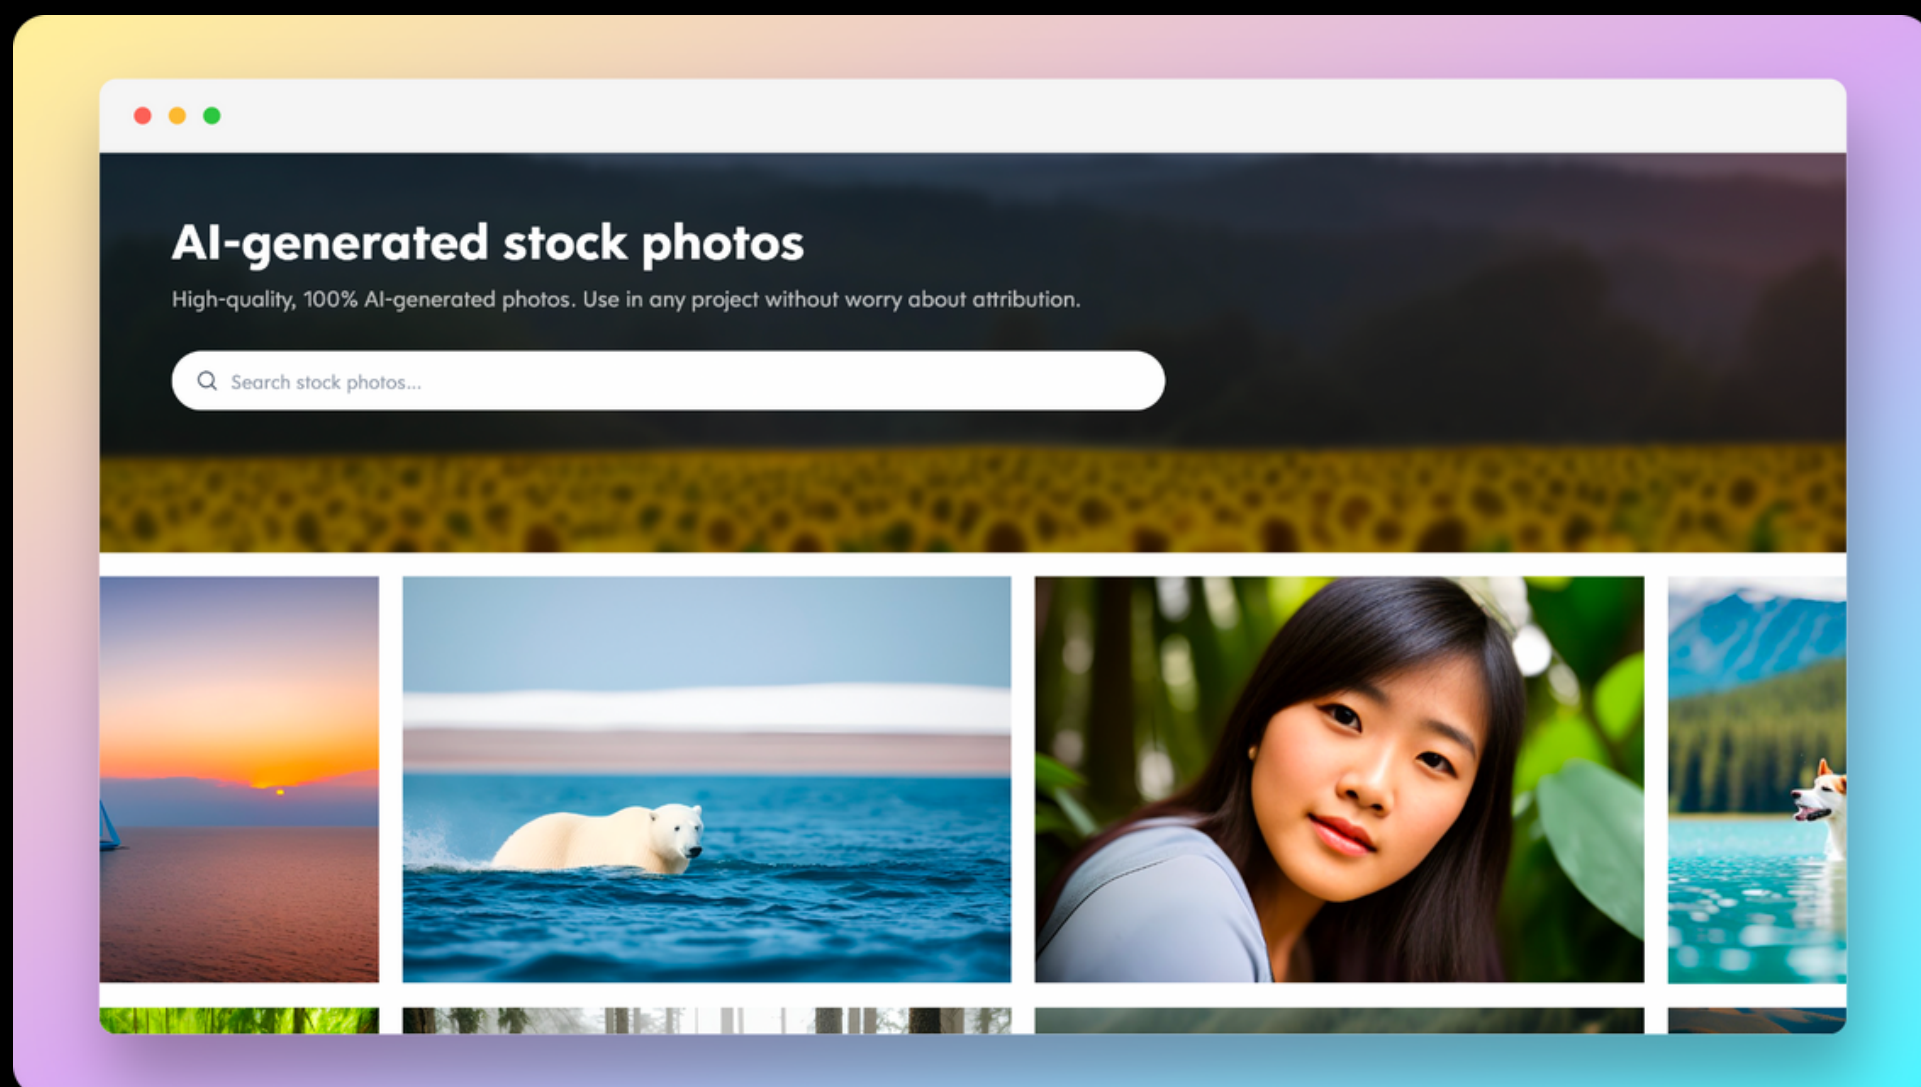 AI-generated stock photos
High-quality, 100% AI-generated photos. Use in any project without worry about attribution.
Search stock photos...